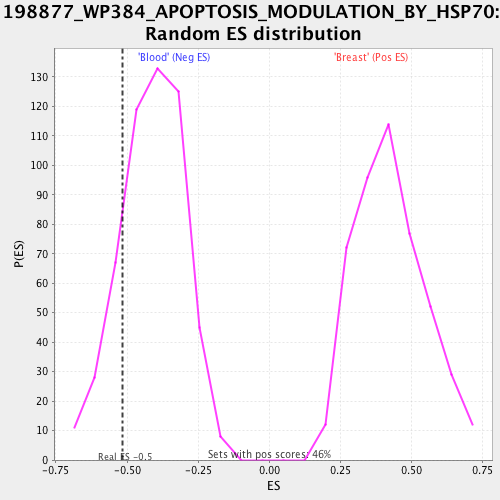 198877_WP384_APOPTOSIS_MODULATION_BY_HSP70:
Random ES distribution
'Blood' (Neg ES)
'Breast' (Pos ES)
130
120
110
100
90
80
70
60
50
40
30
20
10
0
P(ES)
Real ES -0.5
Sets with pos scores: 46%
-0.75 -0.50 -0.25 0.00 0.25 0.50 0.75
ES